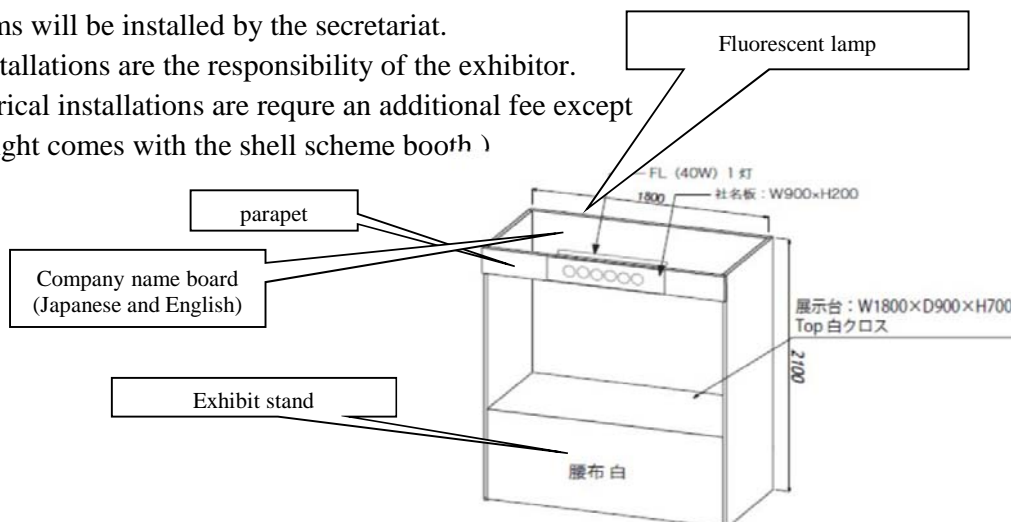 ms will be installed by the secretariat.
tallations are the responsibility of the exhibitor.
rical installations are requre an additional fee except
ight comes with the shell scheme booth.)
Fluorescent lamp
FL (40W) 1 灯
1800
社名板：W900×H200
parapet
Company name board
(Japanese and English)
展示台：W1800×D900×H700
Top 白クロス
2100
Exhibit stand
腰布 白